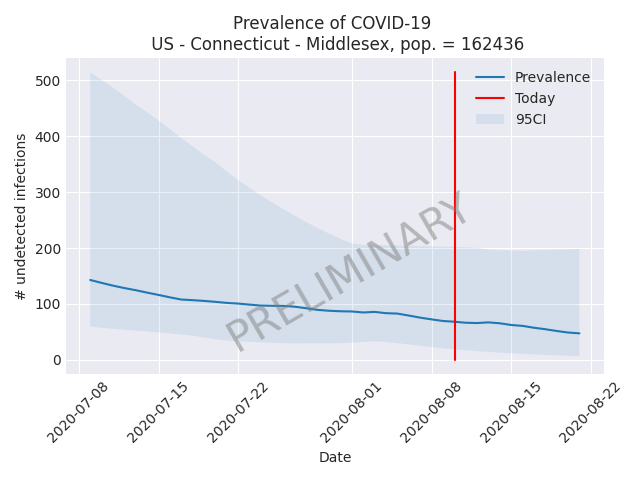 Prevalence of COVID-19
US - Connecticut - Middlesex, pop. = 162436
500
400
300
200
100
0
# undetected infections
Prevalence
Today
95CI
PRELIMINARY
2020-07-08
2020-07-15
2020-07-22
2020-08-01
2020-08-08
2020-08-15
2020-08-22
Date